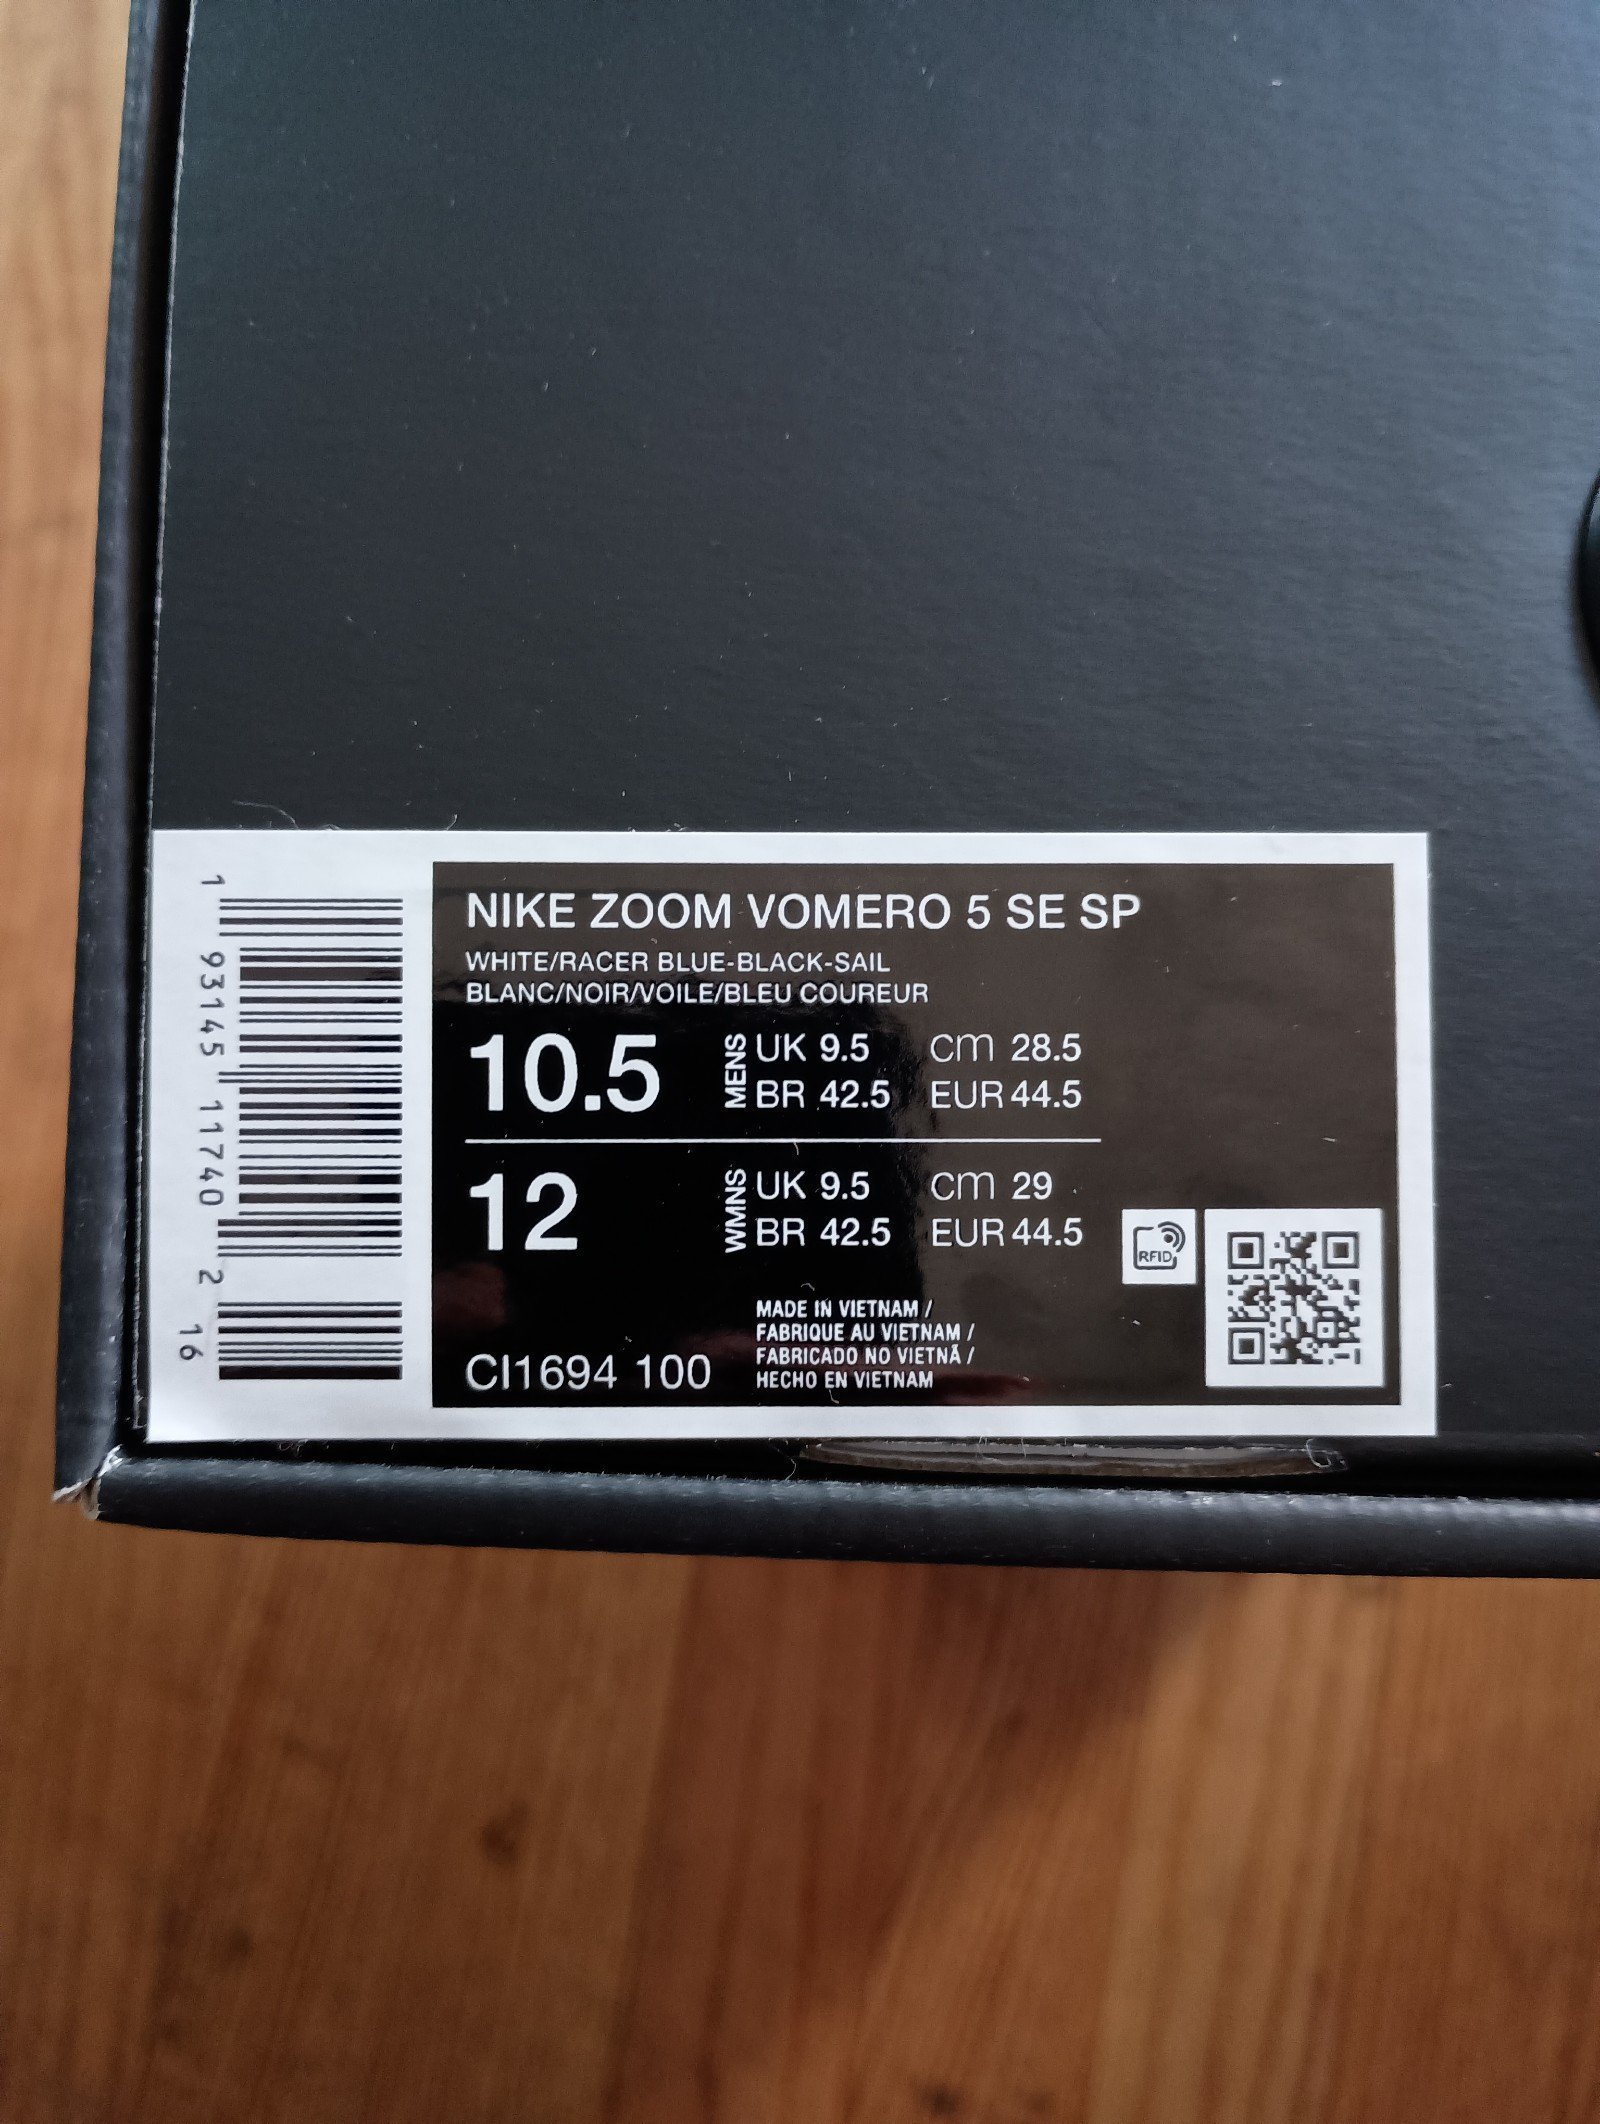 NIKE ZOOM VOMERO 5 SE SP
WHITE/RACER BLUE-BLACK-SAIL
BLANC/NOIR/VOILE/BLEU COUREUR
10.5 MENS UK 9.5 cm 28.5
BR 42.5 EUR 44.5
12 WMNS UK 9.5 cm 29
BR 42.5 EUR 44.5
RFID
MADE IN VIETNAM /
FABRIQUE AU VIETNAM /
FABRICADO NO VIETNÃ /
HECHO EN VIETNAM
CI1694 100
1 93145 11740 2
16